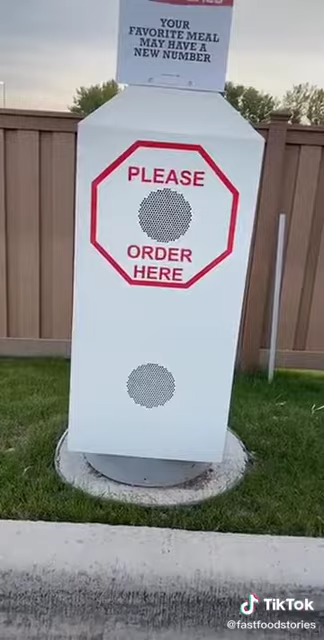 YOUR
FAVORITE MEAL
MAY HAVE A
NEW NUMBER
PLEASE
ORDER
HERE
TikTok
@fastfoodstories